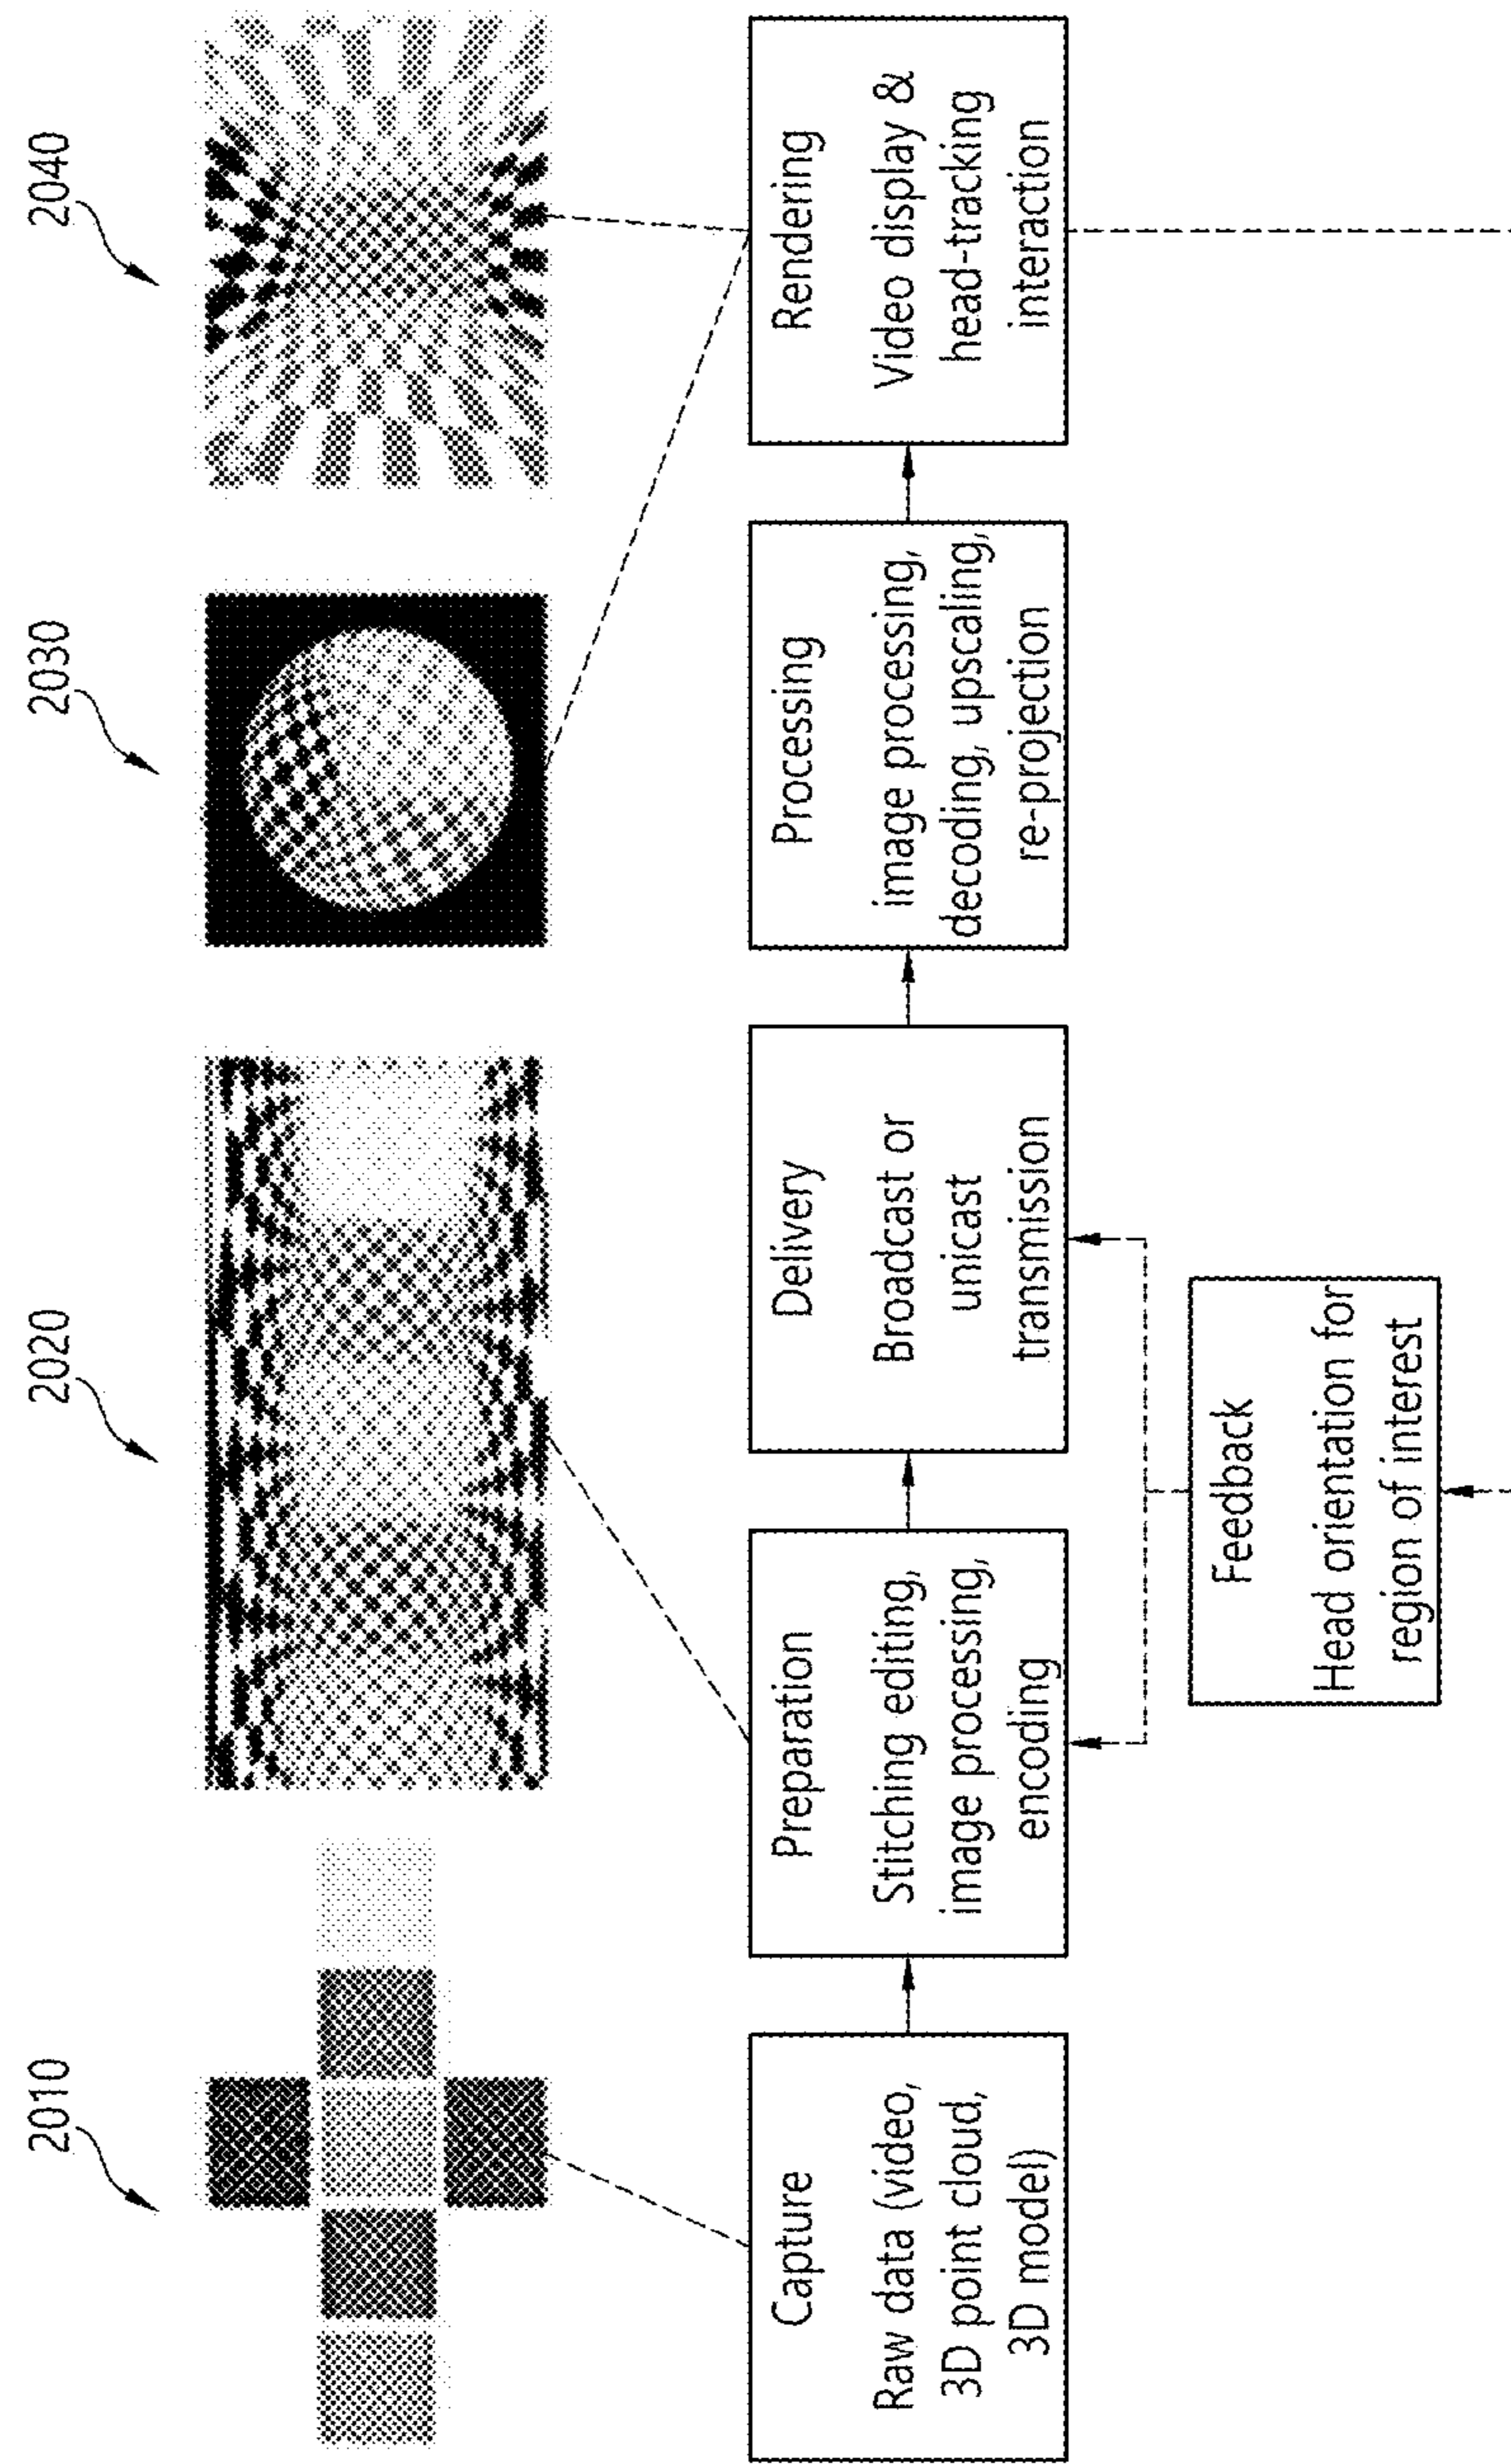 2010
2020
2030
2040
Capture
Raw data (video,
3D point cloud,
3D model)
Preparation
Stitching editing,
image processing,
encoding
Delivery
Broadcast or
unicast
transmission
Processing
image processing,
decoding, upscaling,
re-projection
Rendering
Video display &
head-tracking
interaction
Feedback
Head orientation for
region of interest